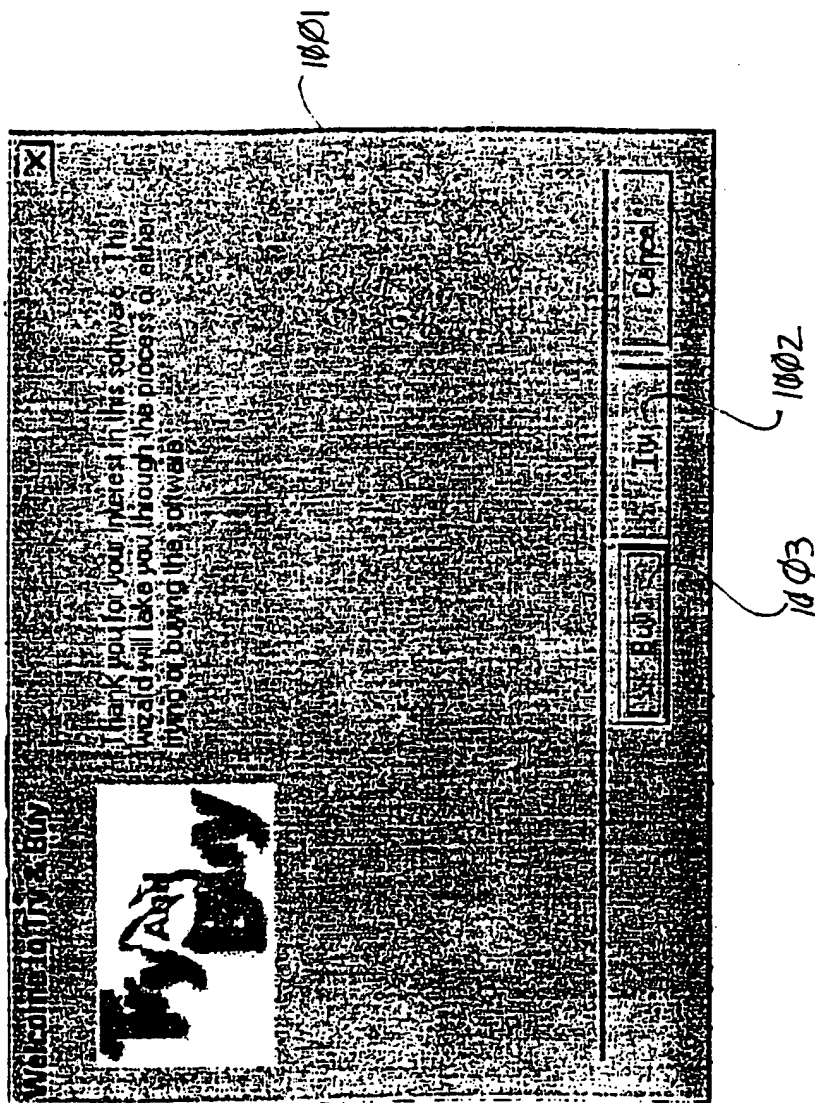 Welcome to Try & Buy
X
Try
And
Buy
Thank you for your interest in this software. This
wizard will take you through the process of either
trying or buying the software
Buy
Try
Cancel
1001
1002
1003